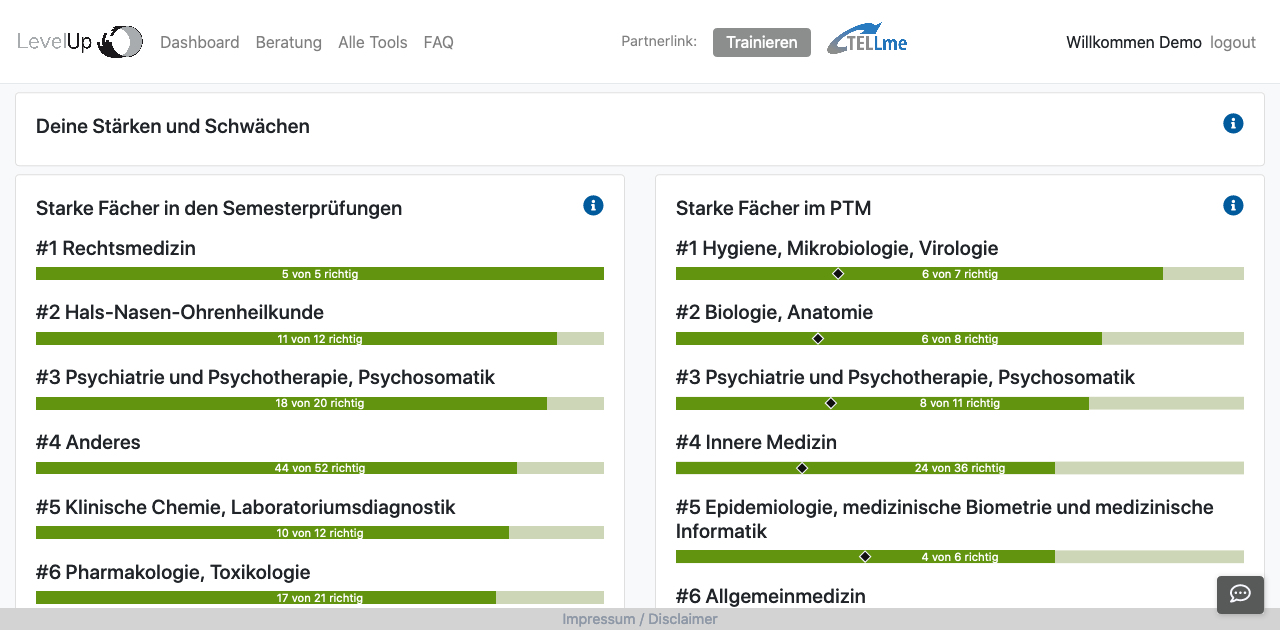 LevelUp Dashboard Beratung Alle Tools FAQ Partnerlink: Trainieren TELLme Willkommen Demo logout
Deine Stärken und Schwächen
Starke Fächer in den Semesterprüfungen
#1 Rechtsmedizin
5 von 5 richtig
#2 Hals-Nasen-Ohrenheilkunde
11 von 12 richtig
#3 Psychiatrie und Psychotherapie, Psychosomatik
18 von 20 richtig
#4 Anderes
44 von 52 richtig
#5 Klinische Chemie, Laboratoriumsdiagnostik
10 von 12 richtig
#6 Pharmakologie, Toxikologie
17 von 21 richtig
Starke Fächer im PTM
#1 Hygiene, Mikrobiologie, Virologie
6 von 7 richtig
#2 Biologie, Anatomie
6 von 8 richtig
#3 Psychiatrie und Psychotherapie, Psychosomatik
8 von 11 richtig
#4 Innere Medizin
24 von 36 richtig
#5 Epidemiologie, medizinische Biometrie und medizinische
Informatik
4 von 6 richtig
#6 Allgemeinmedizin
Impressum / Disclaimer